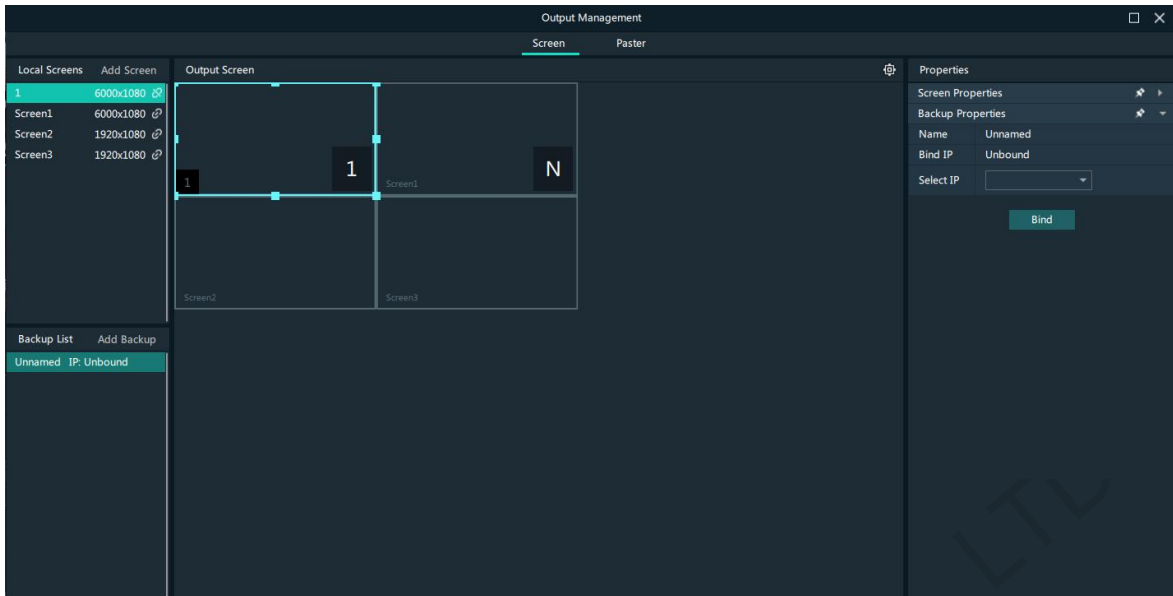 Output Management
Screen Paster
Local Screens Add Screen
1 6000x1080
Screen1 6000x1080
Screen2 1920x1080
Screen3 1920x1080
Output Screen
1
1
N
Screen1
Screen2
Screen3
Backup List Add Backup
Unnamed IP: Unbound
Properties
Screen Properties
Backup Properties
Name Unnamed
Bind IP Unbound
Select IP
Bind